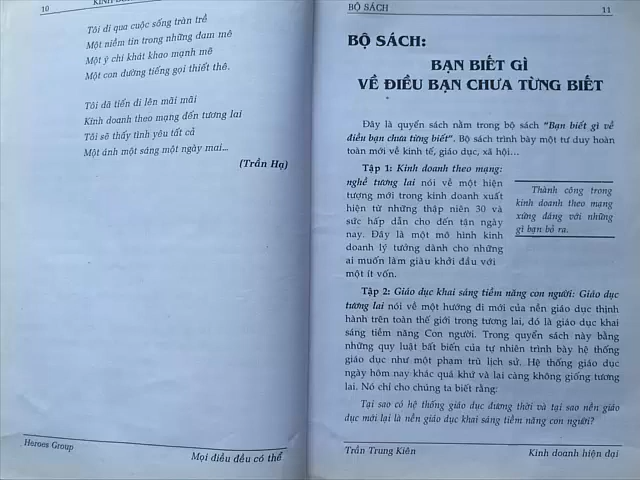 10
Tôi đi qua cuộc sống tràn trề
Một niềm tin trong những đam mê
Một ý chí khát khao mạnh mẽ
Một con đường tiếng gọi thiết thê.
Tôi đã tiến đi lên mãi mãi
Kinh doanh theo mạng đến tương lai
Tôi sẽ thấy tình yêu tất cả
Một ánh một sáng một ngày mai...
(Trần Hạ)
Heroes Group
Mọi điều đều có thể
BỘ SÁCH
11
BỘ SÁCH:
BẠN BIẾT GÌ
VỀ ĐIỀU BẠN CHƯA TỪNG BIẾT
Đây là quyển sách nằm trong bộ sách "Bạn biết gì về
điều bạn chưa từng biết". Bộ sách trình bày một tư duy hoàn
toàn mới về kinh tế, giáo dục, xã hội...
Tập 1: Kinh doanh theo mạng:
nghề tương lai nói về một hiện
tượng mới trong kinh doanh xuất
hiện từ những thập niên 30 và
sức hấp dẫn cho đến tận ngày
nay. Đây là một mô hình kinh
doanh lý tưởng dành cho những
ai muốn làm giàu khởi đầu với
một ít vốn.
Thành công trong
kinh doanh theo mạng
xứng đáng với những
gì bạn bỏ ra.
Tập 2: Giáo dục khai sáng tiềm năng con người: Giáo dục
tương lai nói về một hướng đi mới của nền giáo dục thịnh
hành trên toàn thế giới trong tương lai, đó là giáo dục khai
sáng tiềm năng Con người. Trong quyển sách này bằng
những quy luật bất biến của tự nhiên trình bày hệ thống
giáo dục như một phạm trù lịch sử. Hệ thống giáo dục
ngày hôm nay khác quá khứ và lai càng không giống tương
lai. Nó chỉ cho chúng ta biết rằng:
Tại sao có hệ thống giáo dục đương thời và tại sao nền giáo
dục mới lại là nền giáo dục khai sáng tiềm năng con người?
Trần Trung Kiên
Kinh doanh hiện đại